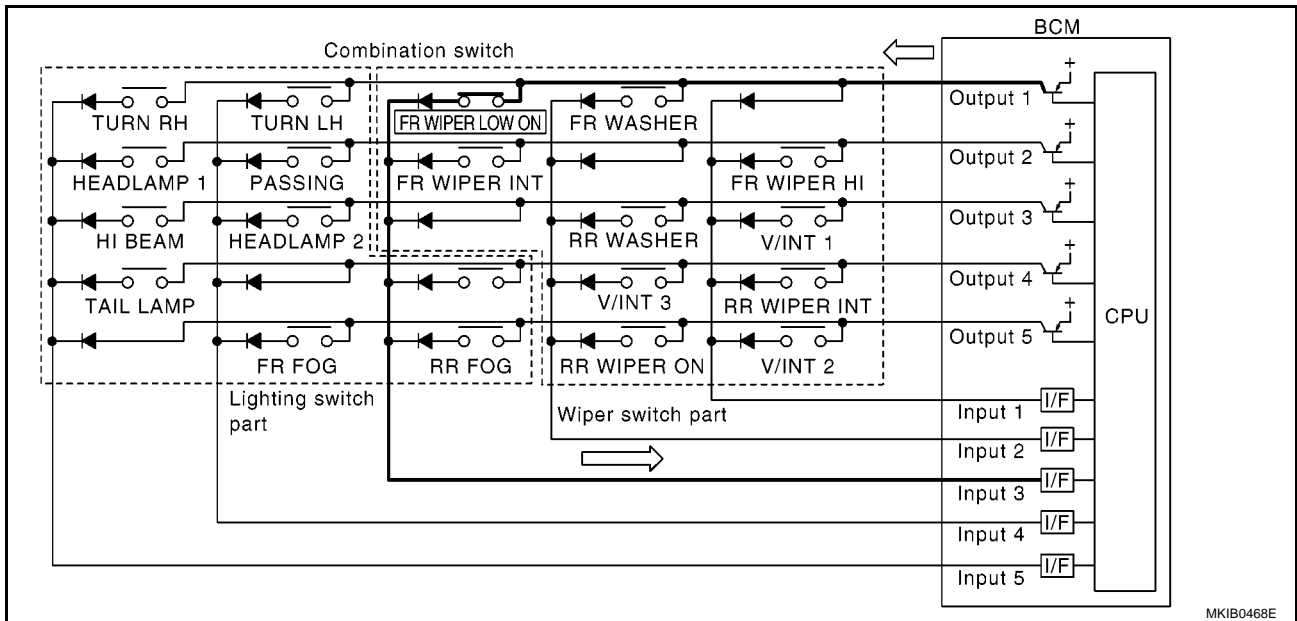 BCM
Combination switch
Output 1
TURN RH
TURN LH
FR WIPER LOW ON
FR WASHER
Output 2
HEADLAMP 1
PASSING
FR WIPER INT
FR WIPER HI
Output 3
HI BEAM
HEADLAMP 2
RR WASHER
V/INT 1
Output 4
TAIL LAMP
V/INT 3
RR WIPER INT
CPU
Output 5
FR FOG
RR FOG
RR WIPER ON
V/INT 2
Lighting switch
part
Wiper switch part
Input 1
I/F
Input 2
I/F
Input 3
I/F
Input 4
I/F
Input 5
I/F
+
+
+
+
+
MKIB0468E